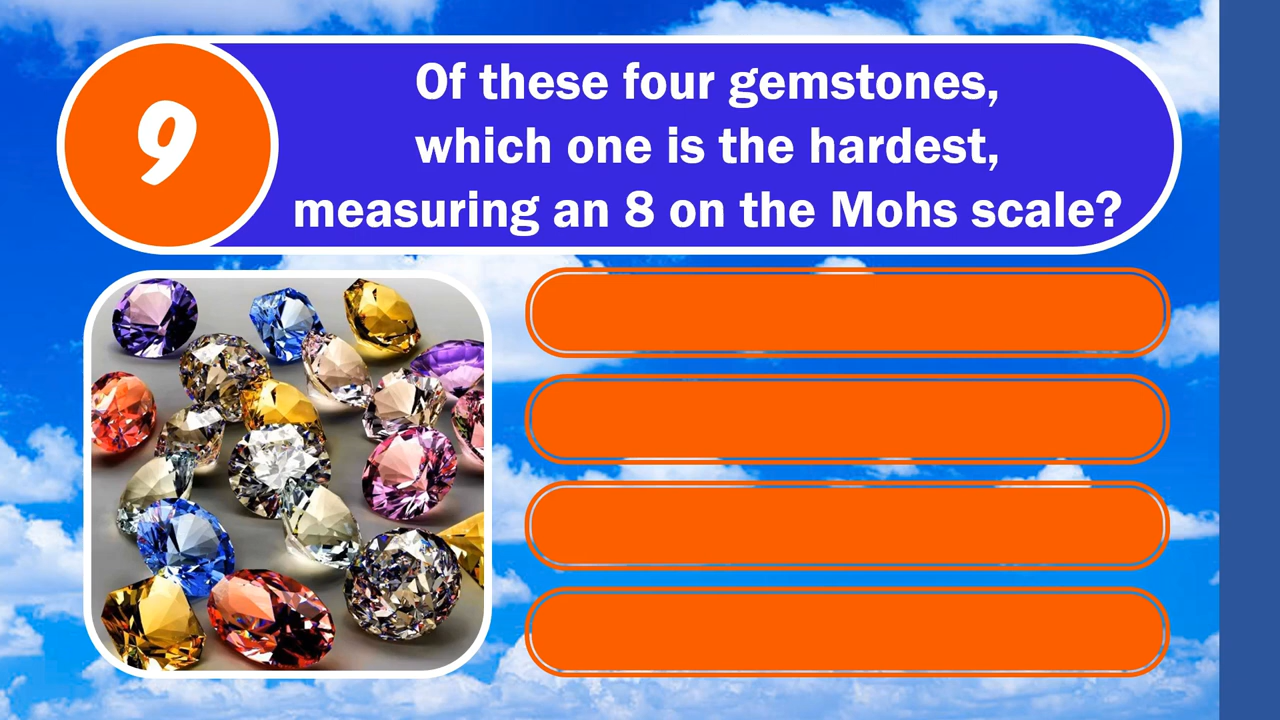 9
Of these four gemstones,
which one is the hardest,
measuring an 8 on the Mohs scale?